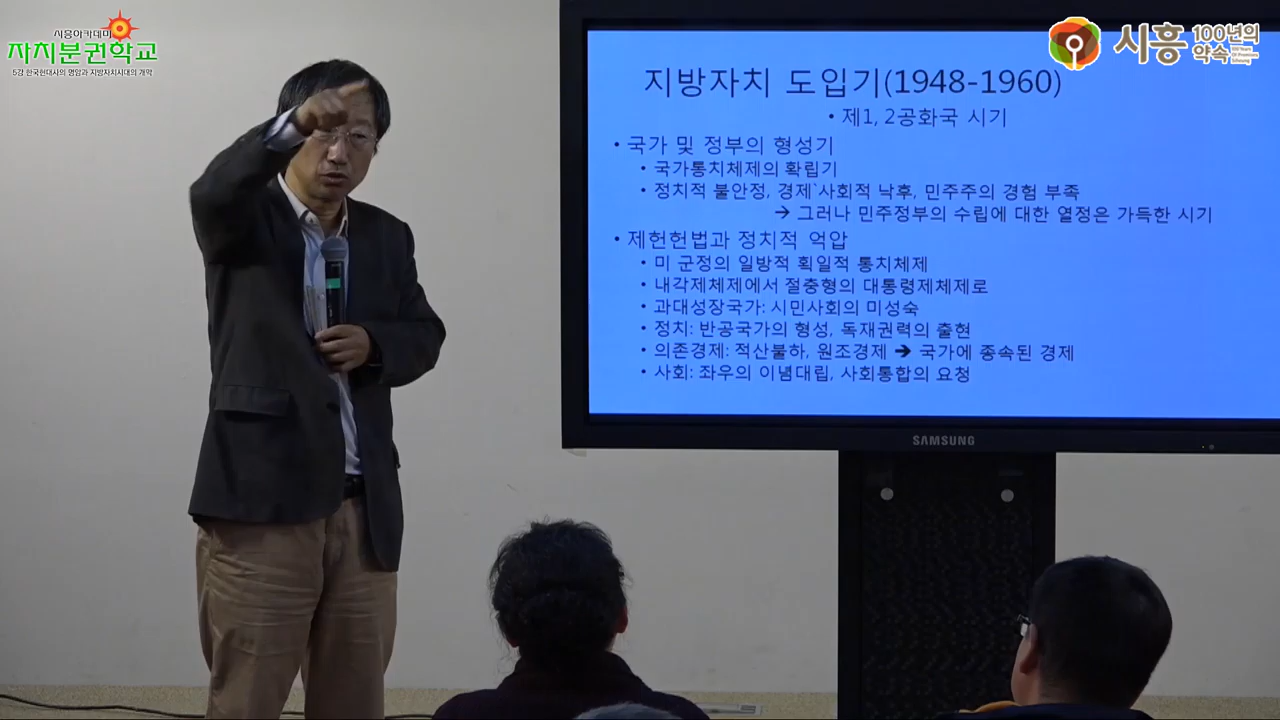 시흥아카데미
자치분권학교
5강 한국현대사의 명암과 지방자치시대의 개막
시흥
100년의
약속
지방자치 도입기(1948-1960)
• 제1, 2공화국 시기
• 국가 및 정부의 형성기
• 국가통치체제의 확립기
• 정치적 불안정, 경제`사회적 낙후, 민주주의 경험 부족
→ 그러나 민주정부의 수립에 대한 열정은 가득한 시기
• 제헌헌법과 정치적 억압
• 미 군정의 일방적 획일적 통치체제
• 내각제체제에서 절충형의 대통령제체제로
• 과대성장국가: 시민사회의 미성숙
• 정치: 반공국가의 형성, 독재권력의 출현
• 의존경제: 적산불하, 원조경제 → 국가에 종속된 경제
• 사회: 좌우의 이념대립, 사회통합의 요청
SAMSUNG